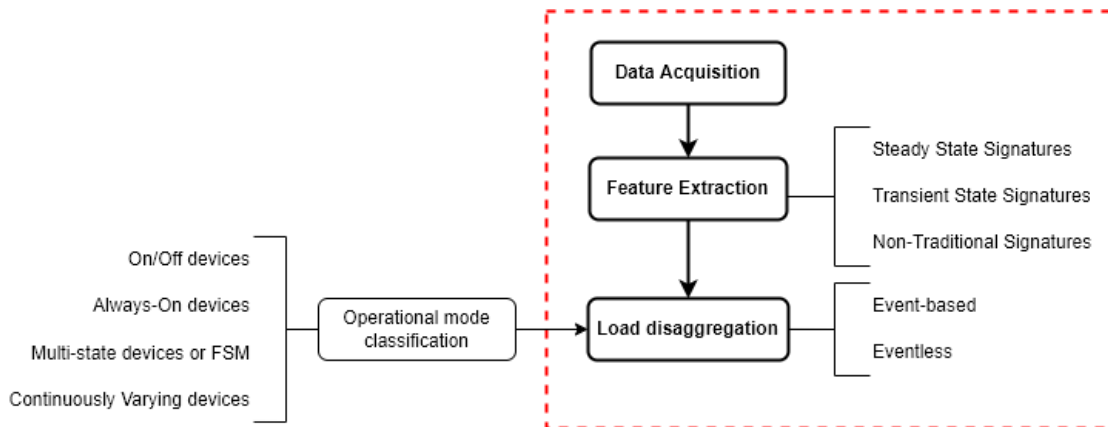 Data Acquisition
Feature Extraction
Steady State Signatures
Transient State Signatures
Non-Traditional Signatures
On/Off devices
Always-On devices
Multi-state devices or FSM
Continuously Varying devices
Operational mode
classification
Load disaggregation
Event-based
Eventless